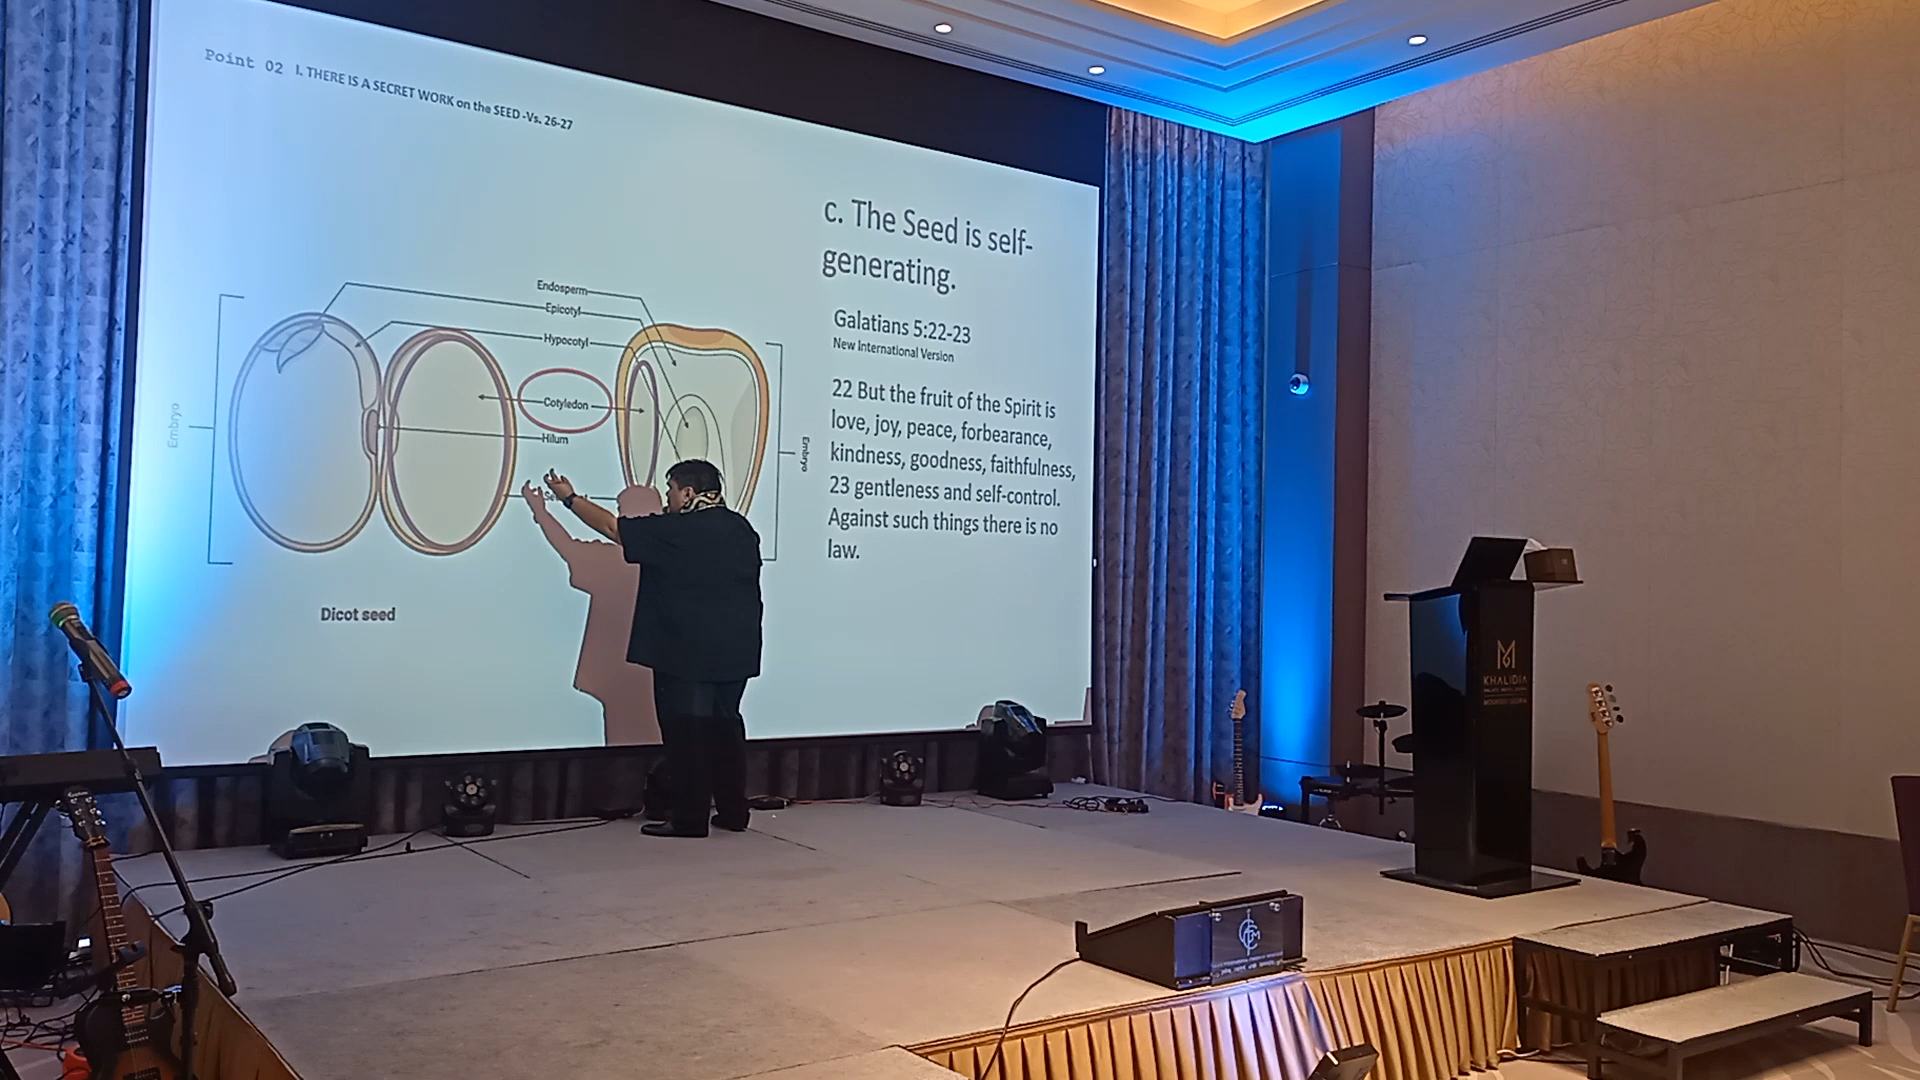 Point 02 I. THERE IS A SECRET WORK on the SEED -Vs. 26-27
c. The Seed is self-
generating.
Galatians 5:22-23
New International Version
22 But the fruit of the Spirit is
love, joy, peace, forbearance,
kindness, goodness, faithfulness,
23 gentleness and self-control.
Against such things there is no
law.
Endosperm
Epicotyl
Hypocotyl
Cotyledon
Hilum
Embryo
Embryo
Dicot seed
M
KHALIDIA